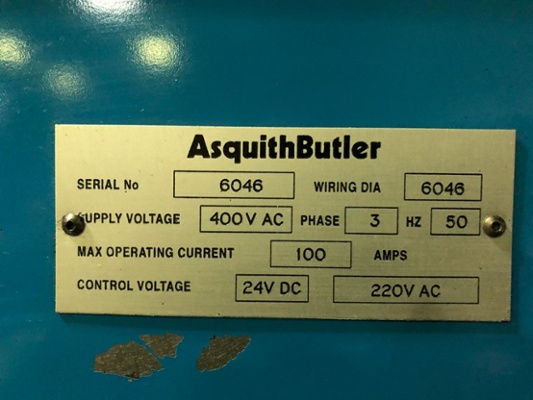 AsquithButler
SERIAL No 6046 WIRING DIA 6046
SUPPLY VOLTAGE 400V AC PHASE 3 HZ 50
MAX OPERATING CURRENT 100 AMPS
CONTROL VOLTAGE 24V DC 220V AC